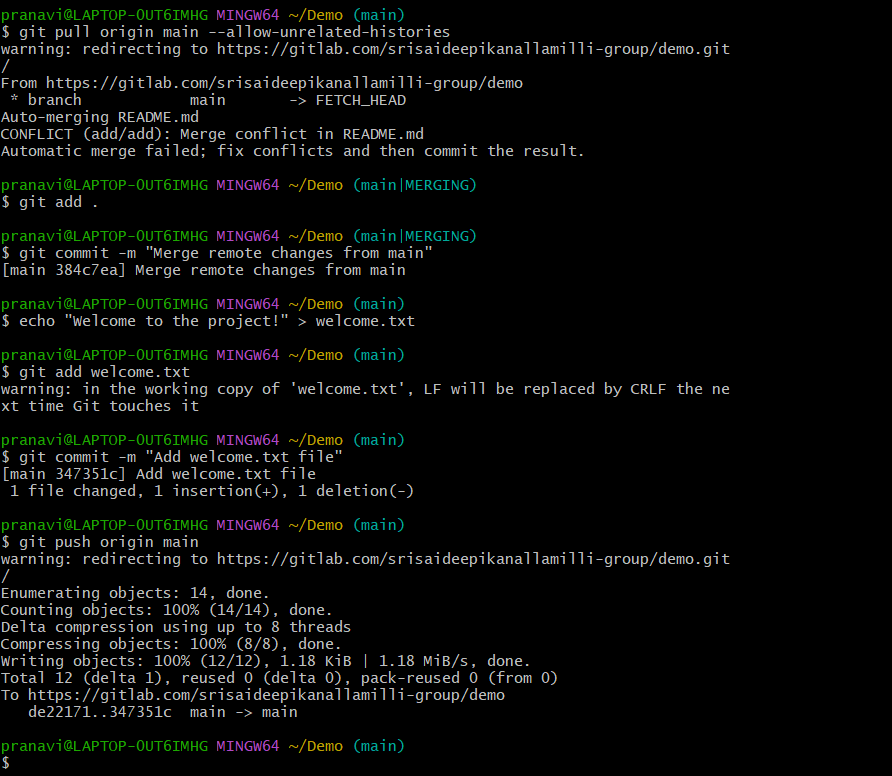 pranavi@LAPTOP-OUT6IMHG MINGW64 ~/Demo (main)
$ git pull origin main --allow-unrelated-histories
warning: redirecting to https://gitlab.com/srisaideepikanallamilli-group/demo.git
/
From https://gitlab.com/srisaideepikanallamilli-group/demo
 * branch            main       -> FETCH_HEAD
Auto-merging README.md
CONFLICT (add/add): Merge conflict in README.md
Automatic merge failed; fix conflicts and then commit the result.
pranavi@LAPTOP-OUT6IMHG MINGW64 ~/Demo (main|MERGING)
$ git add .
pranavi@LAPTOP-OUT6IMHG MINGW64 ~/Demo (main|MERGING)
$ git commit -m "Merge remote changes from main"
[main 384c7ea] Merge remote changes from main
pranavi@LAPTOP-OUT6IMHG MINGW64 ~/Demo (main)
$ echo "Welcome to the project!" > welcome.txt
pranavi@LAPTOP-OUT6IMHG MINGW64 ~/Demo (main)
$ git add welcome.txt
warning: in the working copy of 'welcome.txt', LF will be replaced by CRLF the ne
xt time Git touches it
pranavi@LAPTOP-OUT6IMHG MINGW64 ~/Demo (main)
$ git commit -m "Add welcome.txt file"
[main 347351c] Add welcome.txt file
 1 file changed, 1 insertion(+), 1 deletion(-)
pranavi@LAPTOP-OUT6IMHG MINGW64 ~/Demo (main)
$ git push origin main
warning: redirecting to https://gitlab.com/srisaideepikanallamilli-group/demo.git
/
Enumerating objects: 14, done.
Counting objects: 100% (14/14), done.
Delta compression using up to 8 threads
Compressing objects: 100% (8/8), done.
Writing objects: 100% (12/12), 1.18 KiB | 1.18 MiB/s, done.
Total 12 (delta 1), reused 0 (delta 0), pack-reused 0 (from 0)
To https://gitlab.com/srisaideepikanallamilli-group/demo
   de22171..347351c  main -> main
pranavi@LAPTOP-OUT6IMHG MINGW64 ~/Demo (main)
$